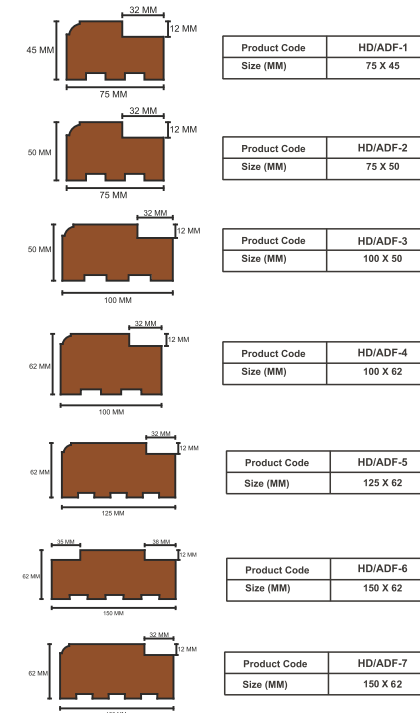 32 MM
12 MM
45 MM
75 MM
Product Code HD/ADF-1
Size (MM) 75 X 45
32 MM
12 MM
50 MM
75 MM
Product Code HD/ADF-2
Size (MM) 75 X 50
32 MM
12 MM
50 MM
100 MM
Product Code HD/ADF-3
Size (MM) 100 X 50
32 MM
12 MM
62 MM
100 MM
Product Code HD/ADF-4
Size (MM) 100 X 62
32 MM
12 MM
62 MM
125 MM
Product Code HD/ADF-5
Size (MM) 125 X 62
35 MM 38 MM
12 MM
62 MM
150 MM
Product Code HD/ADF-6
Size (MM) 150 X 62
32 MM
12 MM
62 MM
Product Code HD/ADF-7
Size (MM) 150 X 62